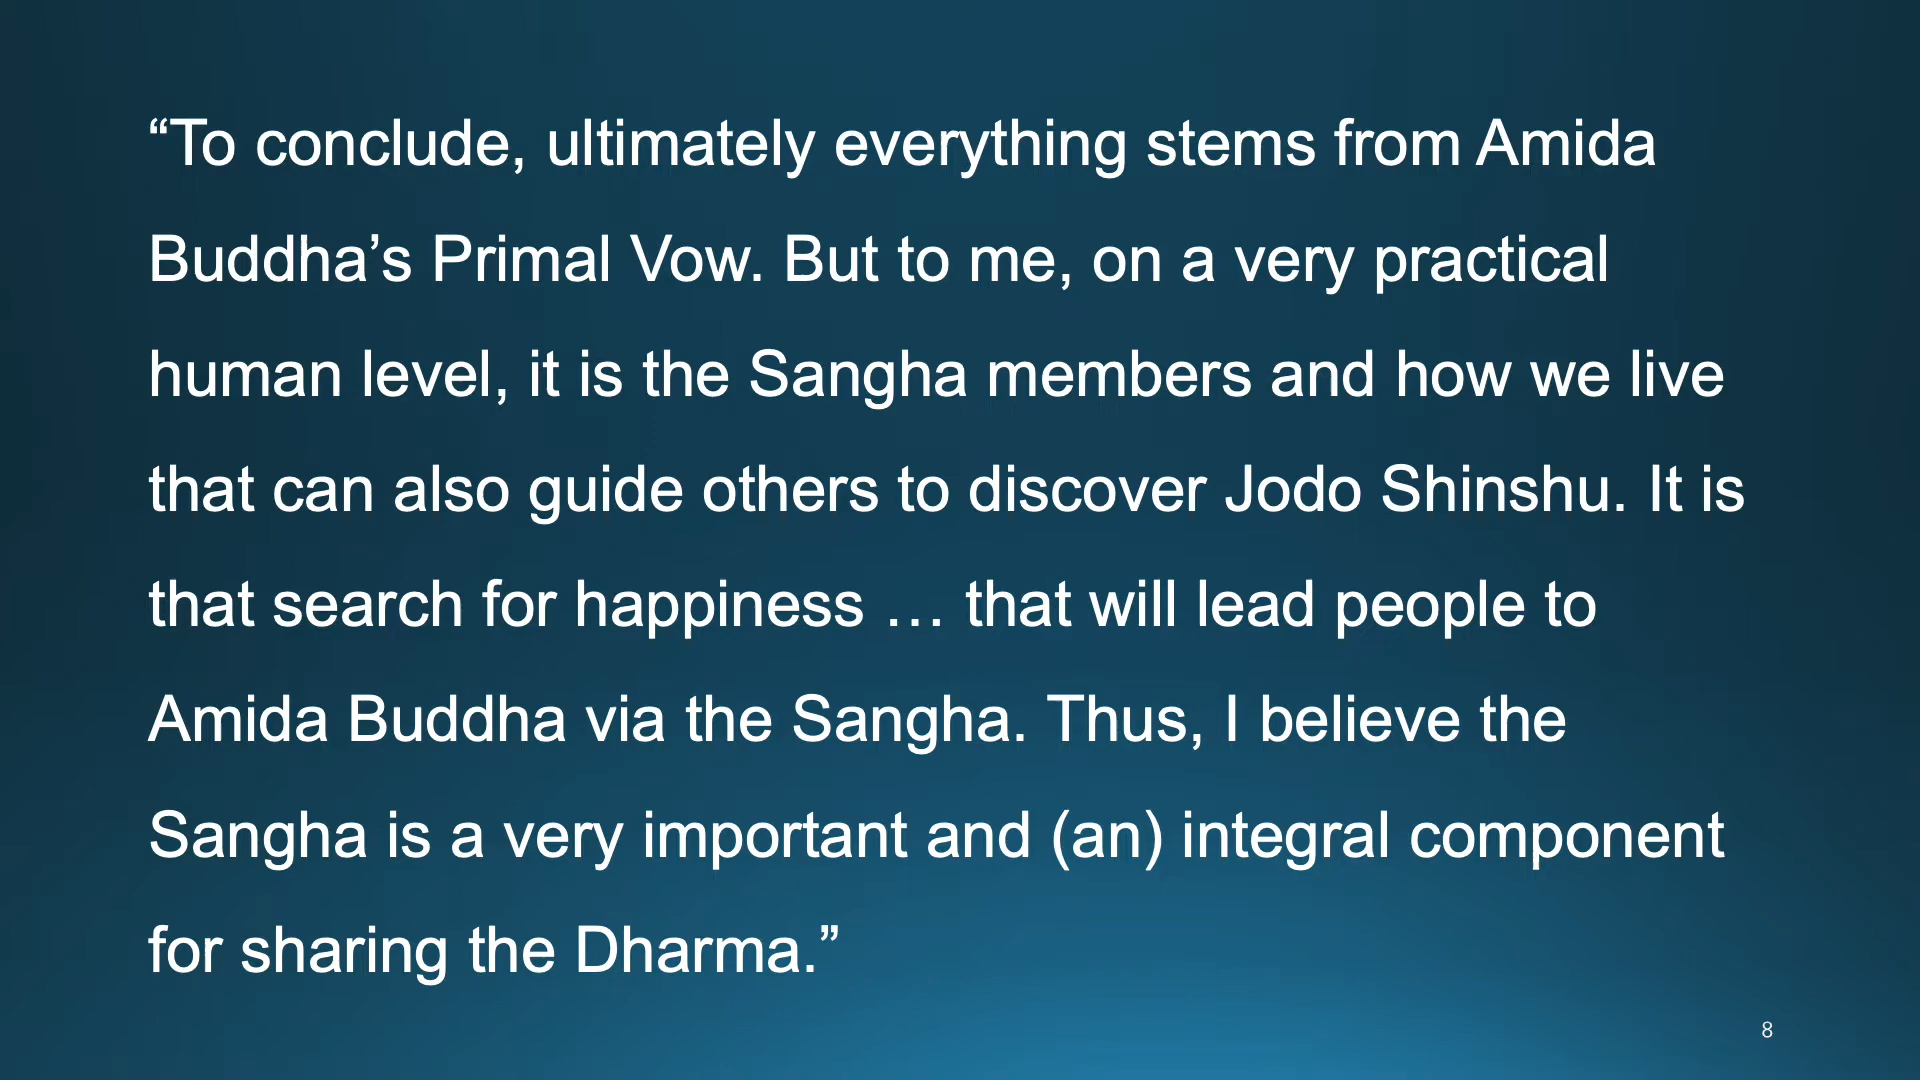 “To conclude, ultimately everything stems from Amida
Buddha’s Primal Vow. But to me, on a very practical
human level, it is the Sangha members and how we live
that can also guide others to discover Jodo Shinshu. It is
that search for happiness … that will lead people to
Amida Buddha via the Sangha. Thus, I believe the
Sangha is a very important and (an) integral component
for sharing the Dharma.”
8